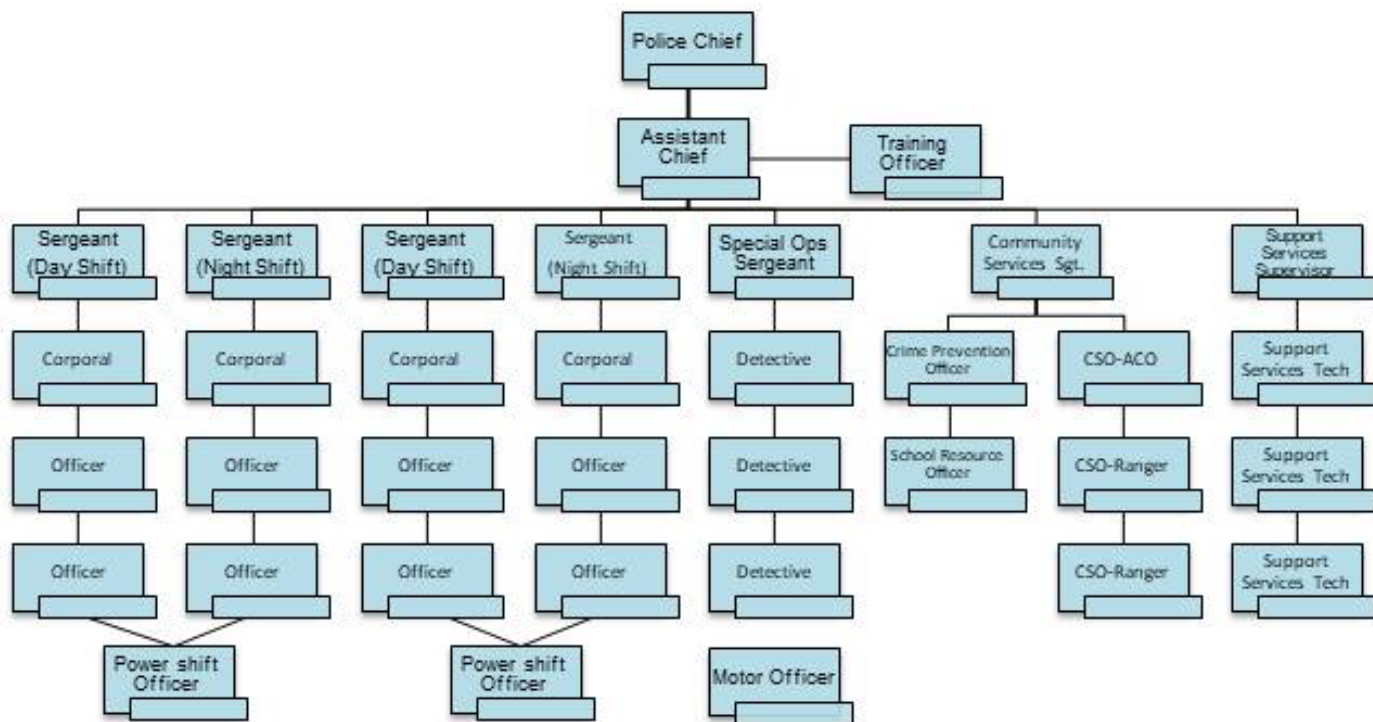 Police Chief
Assistant
Chief
Training
Officer
Sergeant
(Day Shift)
Sergeant
(Night Shift)
Sergeant
(Day Shift)
Sergeant
(Night Shift)
Special Ops
Sergeant
Community
Services Sgt.
Support
Services
Supervisor
Corporal
Corporal
Corporal
Corporal
Detective
Crime Prevention
Officer
CSO-ACO
Support
Services Tech
Officer
Officer
Officer
Officer
Detective
School Resource
Officer
CSO-Ranger
Support
Services Tech
Officer
Officer
Officer
Officer
Detective
CSO-Ranger
Support
Services Tech
Power shift
Officer
Power shift
Officer
Motor Officer